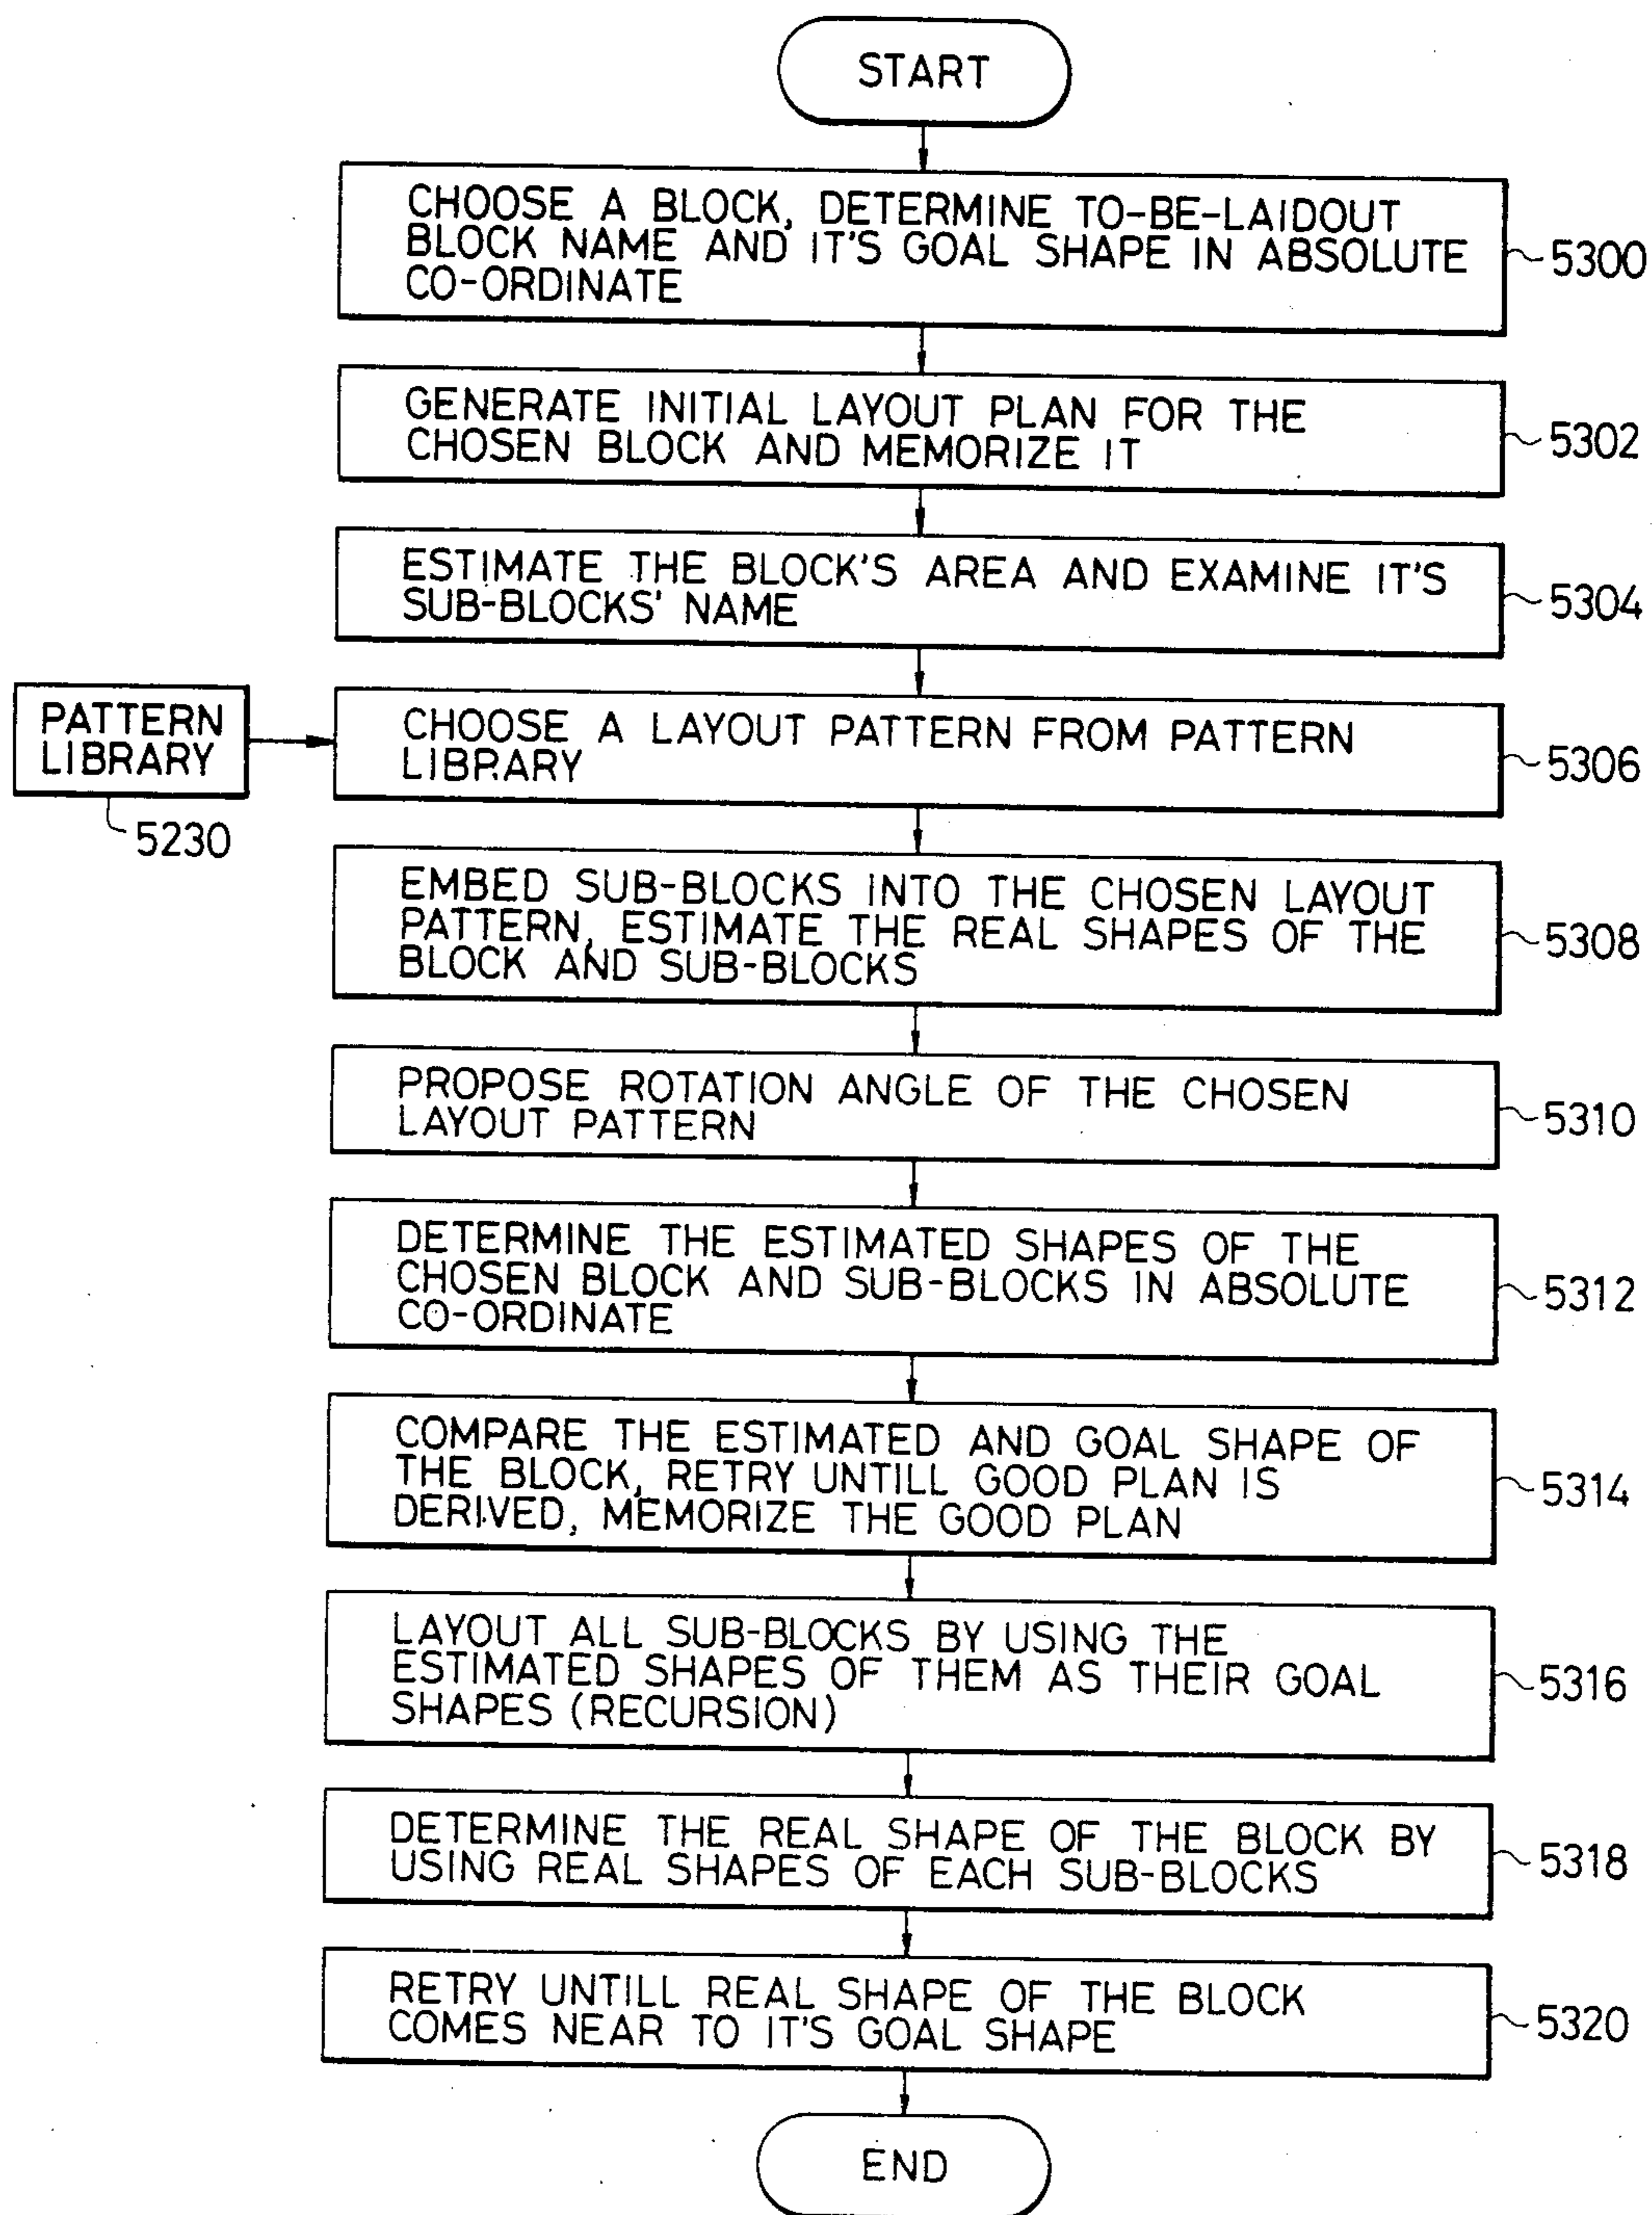 START
CHOOSE A BLOCK, DETERMINE TO-BE-LAIDOUT
BLOCK NAME AND IT'S GOAL SHAPE IN ABSOLUTE
CO-ORDINATE
5300
GENERATE INITIAL LAYOUT PLAN FOR THE
CHOSEN BLOCK AND MEMORIZE IT
5302
ESTIMATE THE BLOCK'S AREA AND EXAMINE IT'S
SUB-BLOCKS' NAME
5304
PATTERN
LIBRARY
5230
CHOOSE A LAYOUT PATTERN FROM PATTERN
LIBRARY
5306
EMBED SUB-BLOCKS INTO THE CHOSEN LAYOUT
PATTERN, ESTIMATE THE REAL SHAPES OF THE
BLOCK AND SUB-BLOCKS
5308
PROPOSE ROTATION ANGLE OF THE CHOSEN
LAYOUT PATTERN
5310
DETERMINE THE ESTIMATED SHAPES OF THE
CHOSEN BLOCK AND SUB-BLOCKS IN ABSOLUTE
CO-ORDINATE
5312
COMPARE THE ESTIMATED AND GOAL SHAPE OF
THE BLOCK, RETRY UNTILL GOOD PLAN IS
DERIVED, MEMORIZE THE GOOD PLAN
5314
LAYOUT ALL SUB-BLOCKS BY USING THE
ESTIMATED SHAPES OF THEM AS THEIR GOAL
SHAPES (RECURSION)
5316
DETERMINE THE REAL SHAPE OF THE BLOCK BY
USING REAL SHAPES OF EACH SUB-BLOCKS
5318
RETRY UNTILL REAL SHAPE OF THE BLOCK
COMES NEAR TO IT'S GOAL SHAPE
5320
END